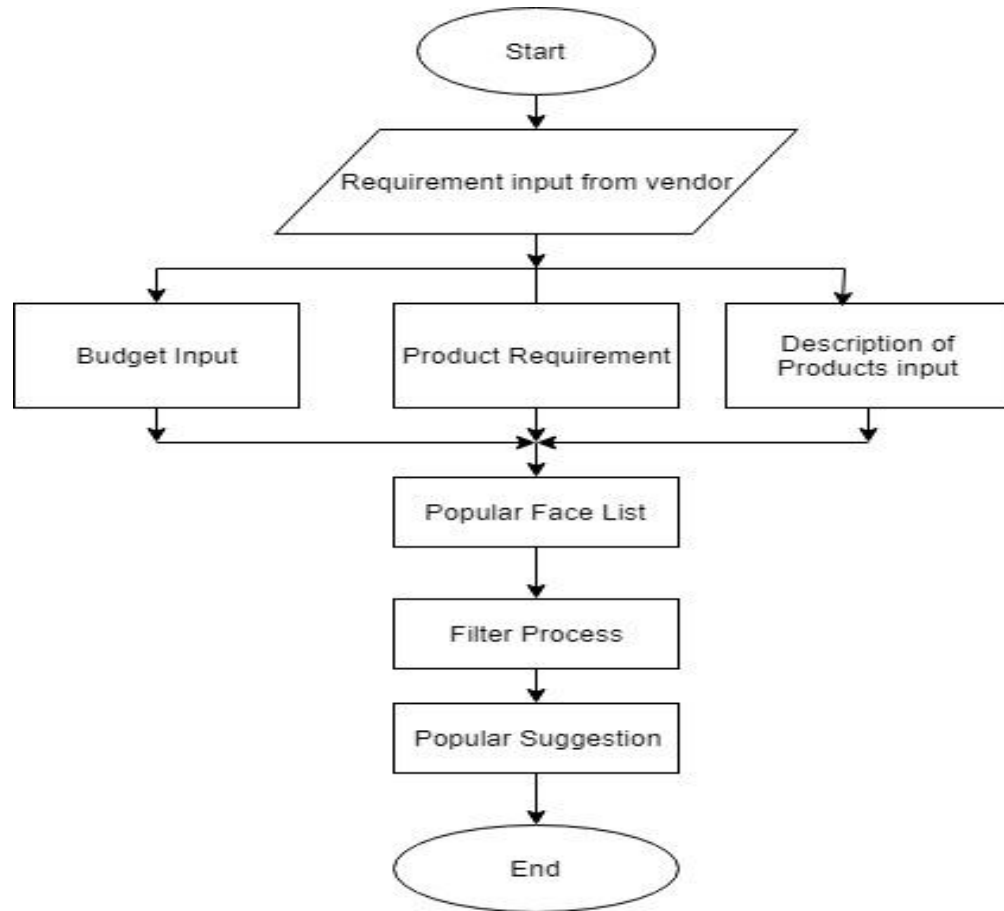 Start
Requirement input from vendor
Budget Input
Product Requirement
Description of
Products input
Popular Face List
Filter Process
Popular Suggestion
End